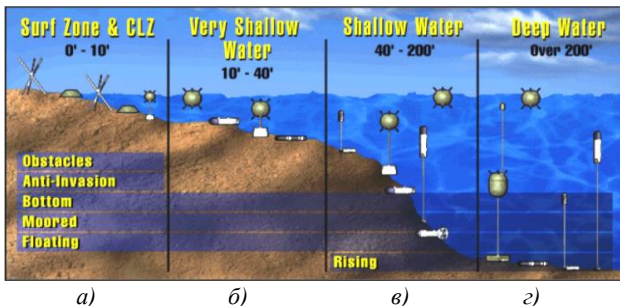 Surf Zone & CLZ
0' - 10'
Very Shallow
Water
10' - 40'
Shallow Water
40' - 200'
Deep Water
Over 200'
Obstacles
Anti-Invasion
Bottom
Moored
Floating
Rising
а) б) в) г)